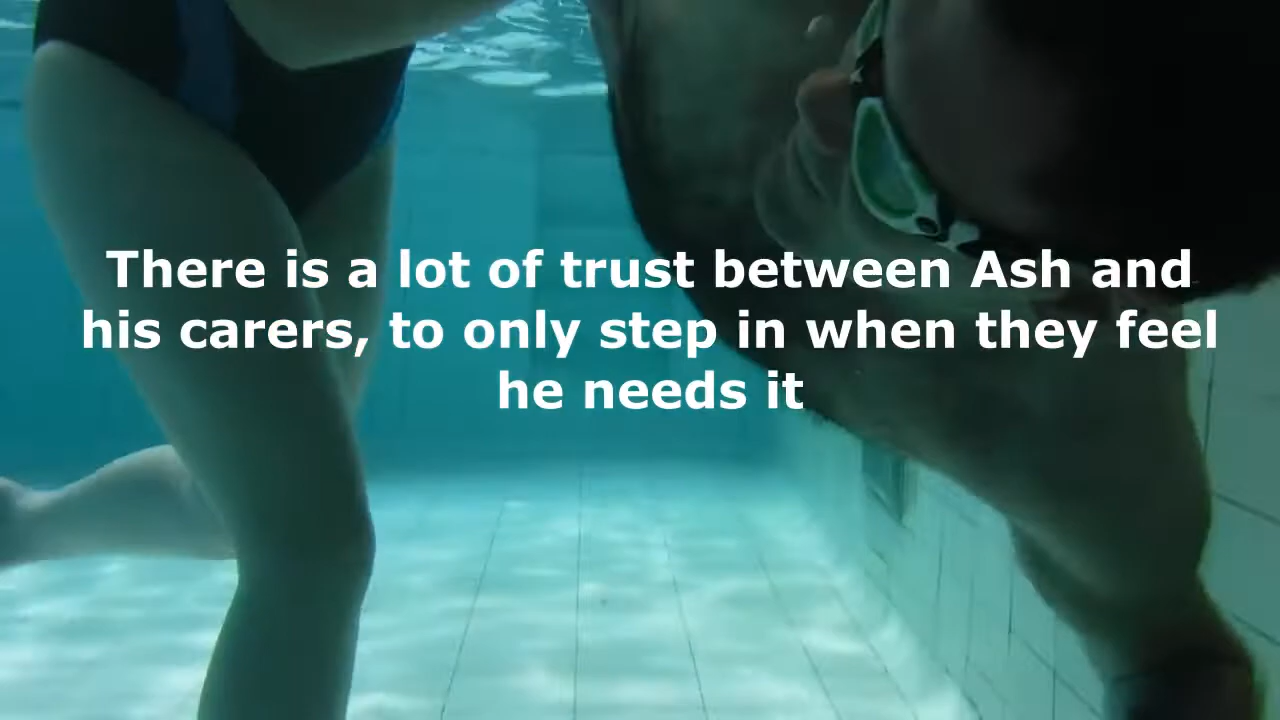 There is a lot of trust between Ash and
his carers, to only step in when they feel
he needs it